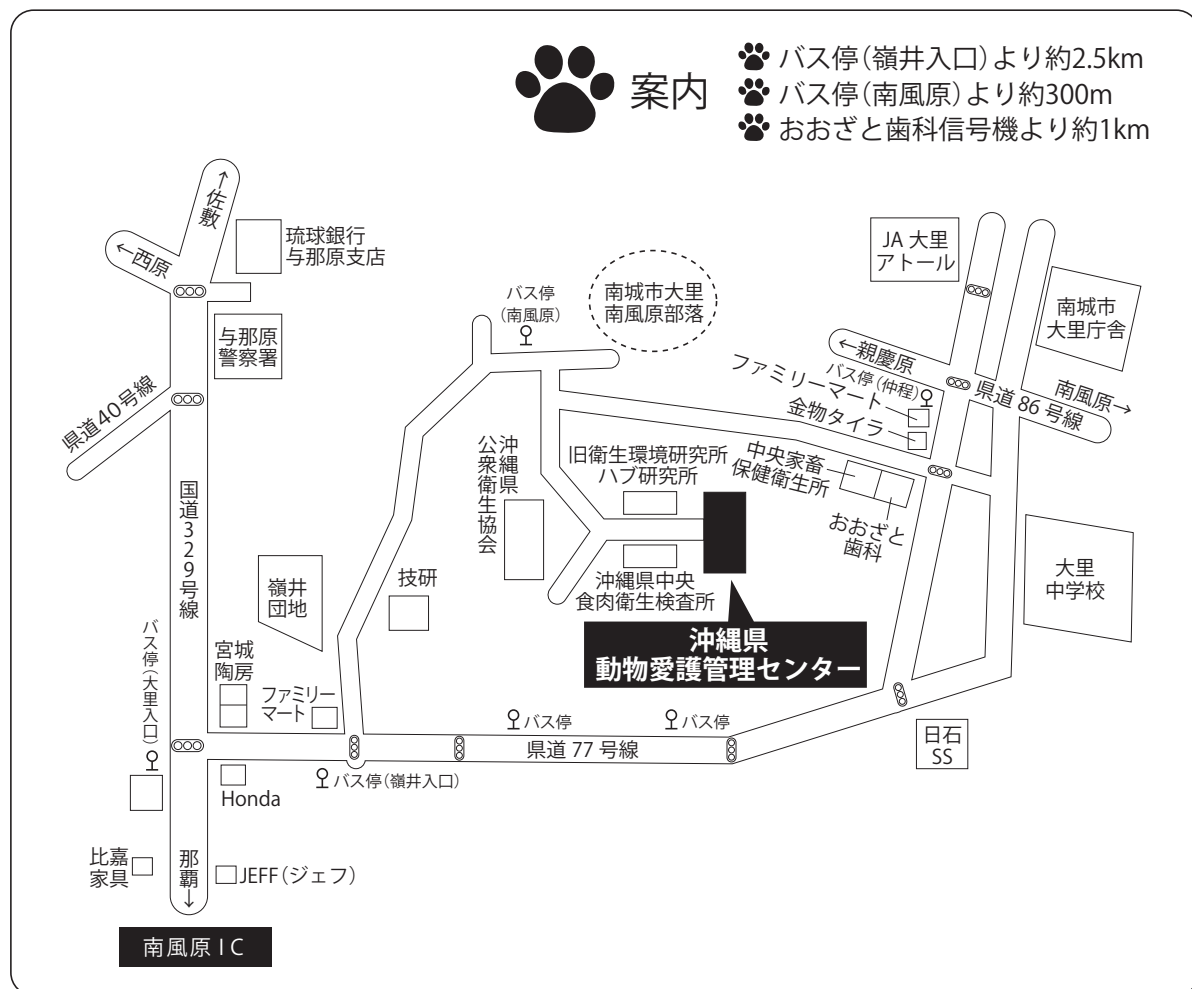 案内
バス停(嶺井入口)より約2.5km
バス停(南風原)より約300m
おおざと歯科信号機より約1km
↑佐敷
←西原
琉球銀行
与那原支店
与那原
警察署
県道40号線
国道329号線
バス停
(南風原)
南城市大里
南風原部落
JA 大里
アトール
南城市
大里庁舎
←親慶原
バス停(仲程)
ファミリーマート
金物タイラ
県道 86 号線
南風原→
沖縄県
公衆衛生協会
旧衛生環境研究所
ハブ研究所
中央家畜
保健衛生所
おおざと
歯科
沖縄県中央
食肉衛生検査所
大里
中学校
嶺井
団地
技研
沖縄県
動物愛護管理センター
バス停(大里入口)
宮城
陶房
ファミリー
マート
バス停
バス停
県道 77 号線
日石
SS
バス停(嶺井入口)
Honda
比嘉
家具
那覇→
JEFF(ジェフ)
南風原 I C